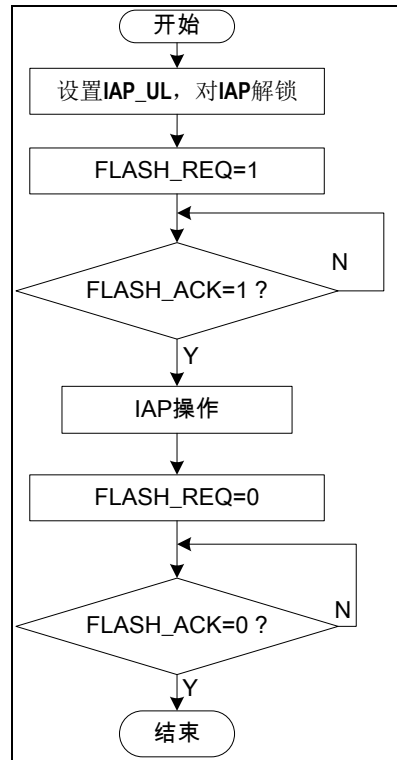 开始
设置IAP_UL，对IAP解锁
FLASH_REQ=1
N
FLASH_ACK=1 ?
Y
IAP操作
FLASH_REQ=0
N
FLASH_ACK=0 ?
Y
结束